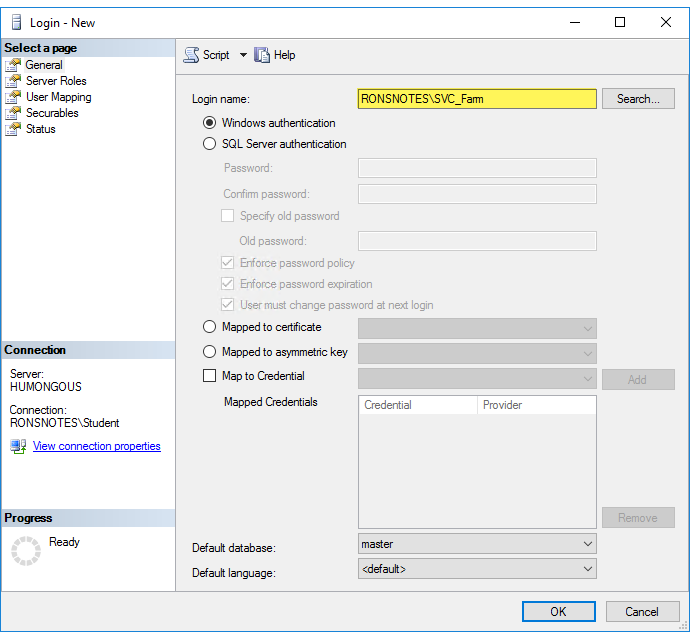 Login - New
Select a page
General
Server Roles
User Mapping
Securables
Status
Connection
Server:
HUMONGOUS
Connection:
RONSNOTES\Student
View connection properties
Progress
Ready
Script
Help
Login name:
RONSNOTES\SVC_Farm
Search...
Windows authentication
SQL Server authentication
Password:
Confirm password:
Specify old password
Old password:
Enforce password policy
Enforce password expiration
User must change password at next login
Mapped to certificate
Mapped to asymmetric key
Map to Credential
Add
Mapped Credentials
Credential Provider
Remove
Default database:
master
Default language:
<default>
OK
Cancel